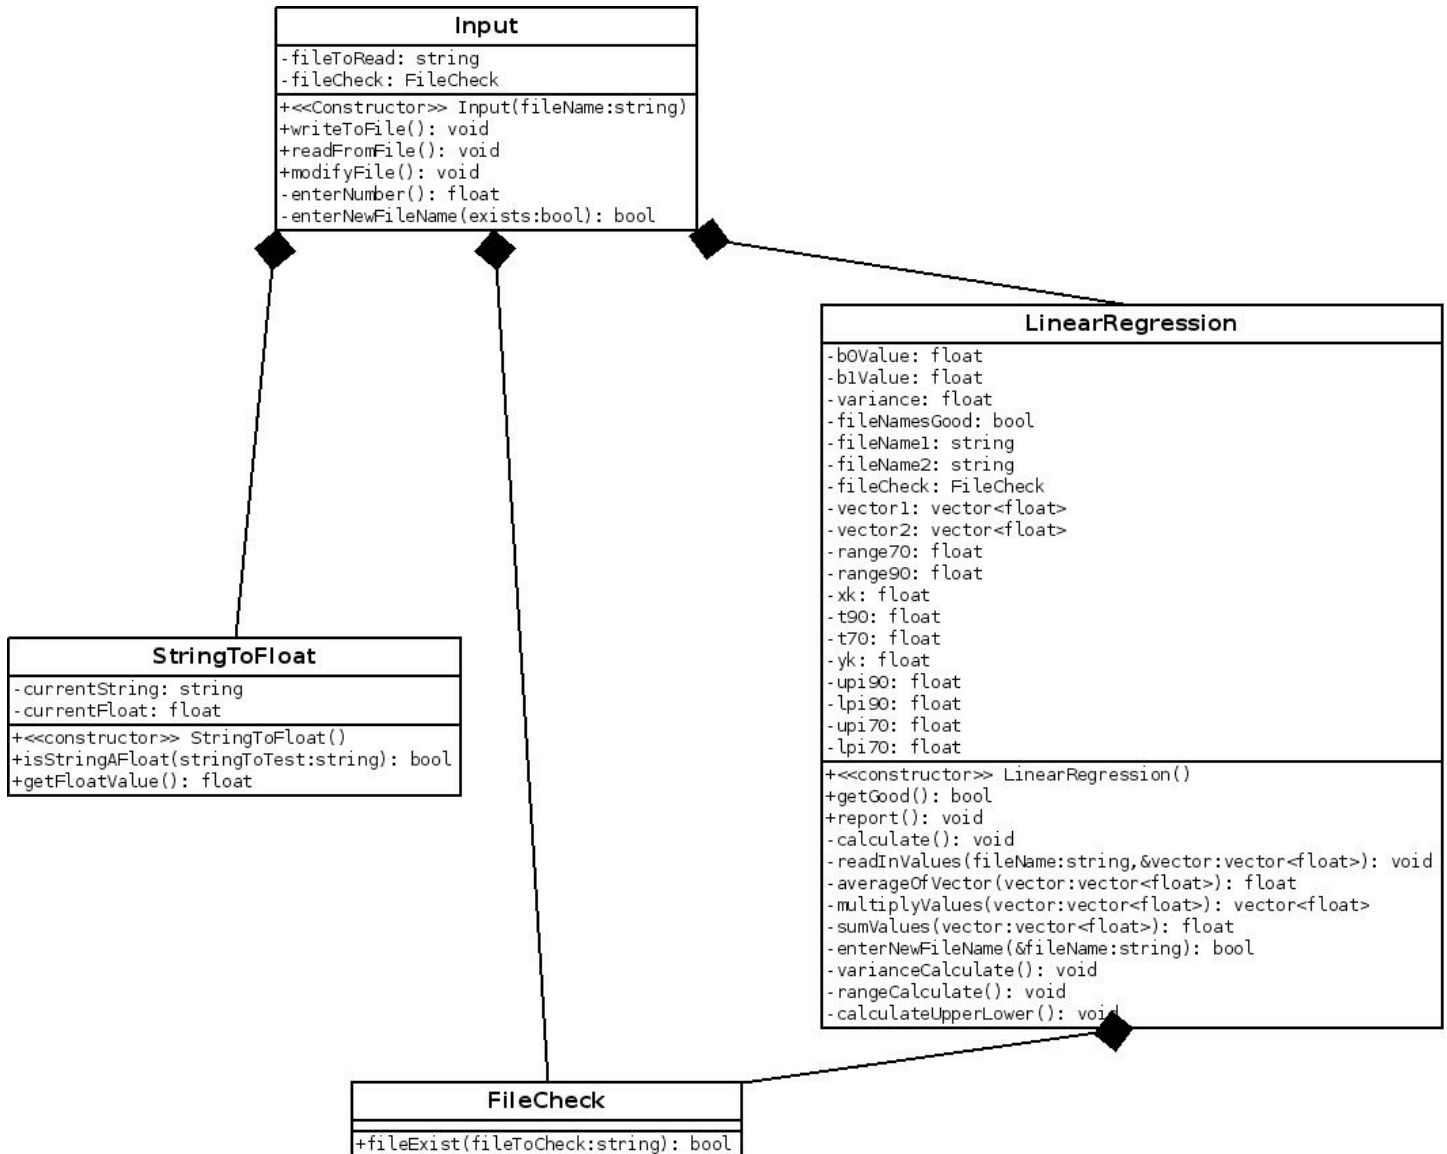 Input
-fileToRead: string
-fileCheck: FileCheck
+<<Constructor>> Input(fileName:string)
+writeToFile(): void
+readFromFile(): void
+modifyFile(): void
-enterNumber(): float
-enterNewFileName(exists:bool): bool
LinearRegression
-b0Value: float
-b1Value: float
-variance: float
-fileNamesGood: bool
-fileName1: string
-fileName2: string
-fileCheck: FileCheck
-vector1: vector<float>
-vector2: vector<float>
-range70: float
-range90: float
-xk: float
-t90: float
-t70: float
-yk: float
-upi90: float
-lpi90: float
-upi70: float
-lpi70: float
+<<constructor>> LinearRegression()
+getGood(): bool
+report(): void
-calculate(): void
-readInValues(fileName:string,&vector:vector<float>): void
-averageOfVector(vector:vector<float>): float
-multiplyValues(vector:vector<float>): vector<float>
-sumValues(vector:vector<float>): float
-enterNewFileName(&fileName:string): bool
-varianceCalculate(): void
-rangeCalculate(): void
-calculateUpperLower(): void
StringToFloat
-currentString: string
-currentFloat: float
+<<constructor>> StringToFloat()
+isStringAFloat(stringToTest:string): bool
+getFloatValue(): float
FileCheck
+fileExist(fileToCheck:string): bool